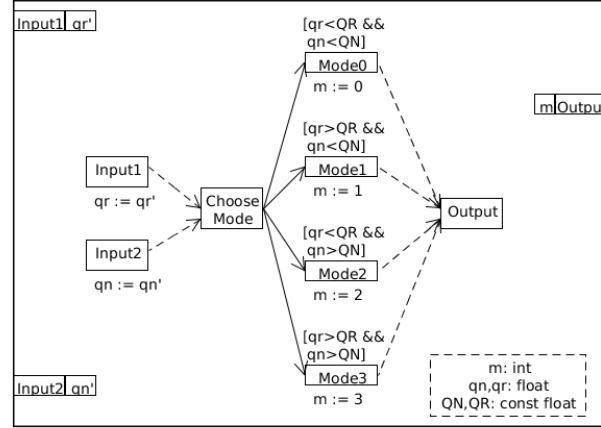 Input1 qr'
[qr<QR &&
qn<QN]
Mode0
m := 0
m Outpu
[qr>QR &&
qn<QN]
Mode1
m := 1
Input1
qr := qr'
Choose
Mode
Output
Input2
qn := qn'
[qr<QR &&
qn>QN]
Mode2
m := 2
[qr>QR &&
qn>QN]
Mode3
m := 3
Input2 qn'
m: int
qn,qr: float
QN,QR: const float